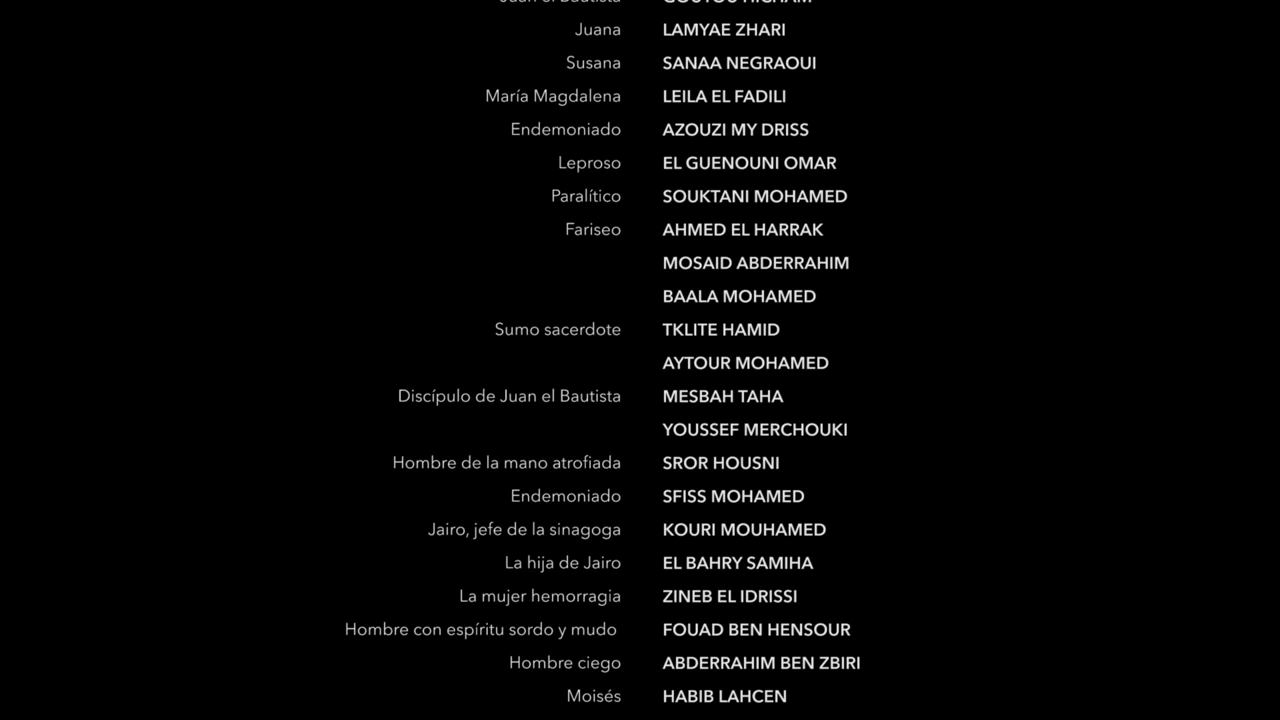 Juana LAMYAE ZHARI
Susana SANAA NEGRAOUI
María Magdalena LEILA EL FADILI
Endemoniado AZOUZI MY DRISS
Leproso EL GUENOUNI OMAR
Paralítico SOUKTANI MOHAMED
Fariseo AHMED EL HARRAK
MOSAID ABDERRAHIM
BAALA MOHAMED
Sumo sacerdote TKLITE HAMID
AYTOUR MOHAMED
Discípulo de Juan el Bautista MESBAH TAHA
YOUSSEF MERCHOUKI
Hombre de la mano atrofiada SROR HOUSNI
Endemoniado SFISS MOHAMED
Jairo, jefe de la sinagoga KOURI MOUHAMED
La hija de Jairo EL BAHRY SAMIHA
La mujer hemorragia ZINEB EL IDRISSI
Hombre con espíritu sordo y mudo FOUAD BEN HENSOUR
Hombre ciego ABDERRAHIM BEN ZBIRI
Moisés HABIB LAHCEN